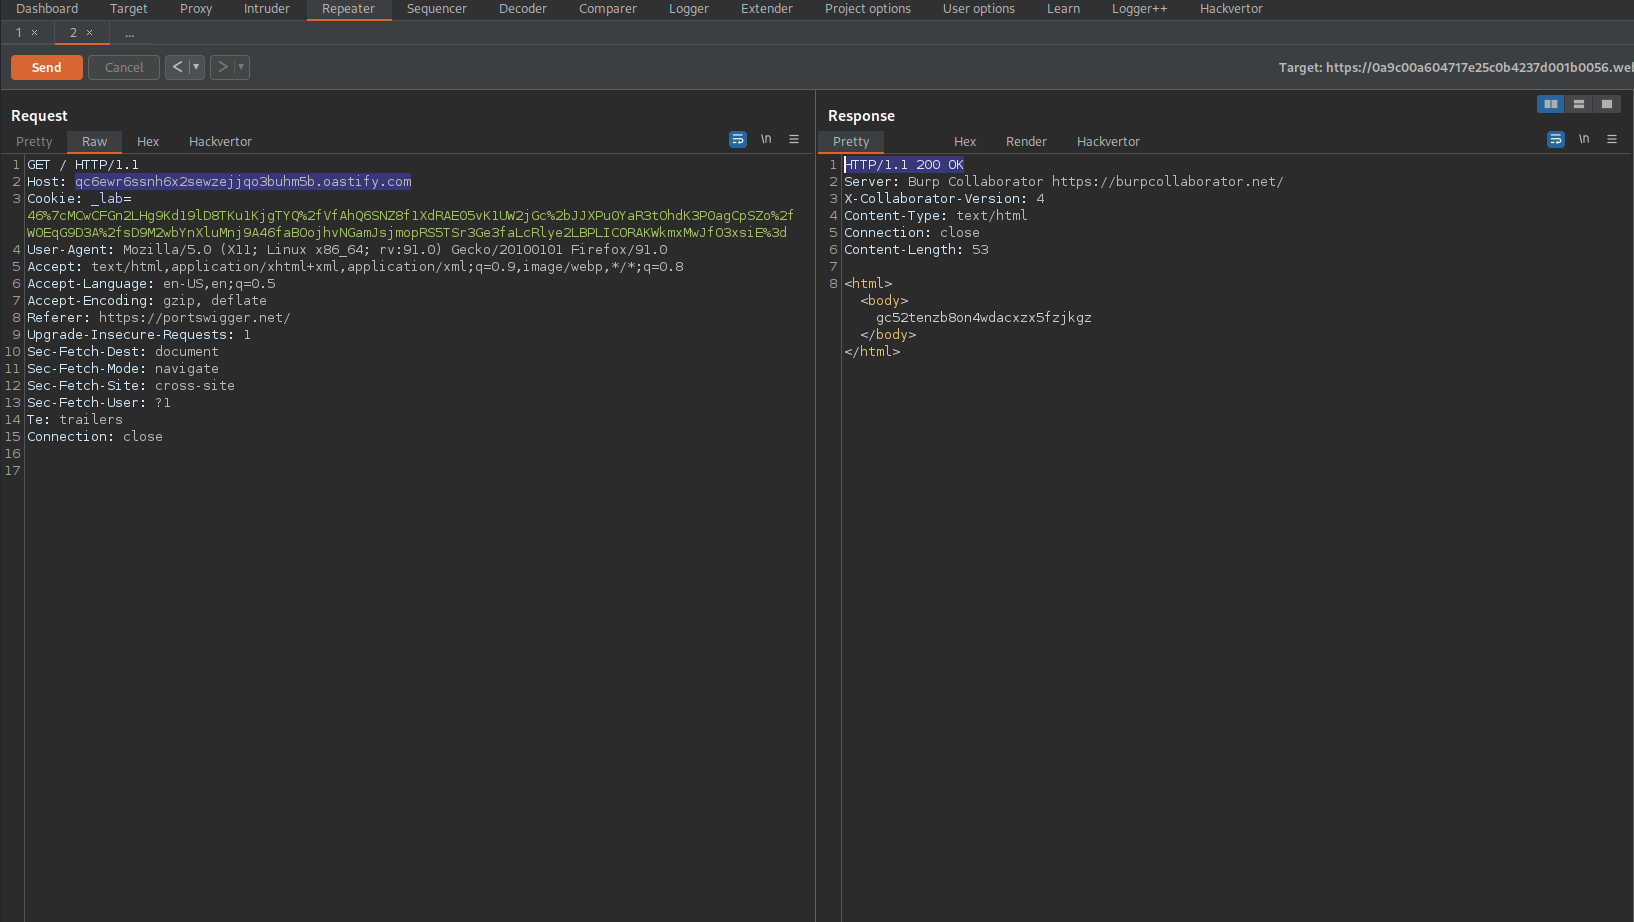 Dashboard Target Proxy Intruder Repeater Sequencer Decoder Comparer Logger Extender Project options User options Learn Logger++ Hackvertor
1 × 2 × ...
Send Cancel < > Target: https://0a9c00a604717e25c0b4237d001b0056.wel
Request
Pretty Raw Hex Hackvertor \n
1 GET / HTTP/1.1
2 Host: qc6ewr6ssnh6x2sewzejjqo3buhm5b.oastify.com
3 Cookie: _lab=
46%7cMCwCFGn2LHg9Kd19lD8TKu1KjgTYQ%2fVfAhQ6SNZ8f1XdRAE05vK1UW2jGc%2bJJXPu0YaR3tOhdK3POagCpSZo%2f
WOEqG9D3A%2fsD9M2wbYnXluMnj9A46faBOojhvNGamJsjmopRS5TSr3Ge3faLcRlye2LBPLICORAKWkmxMwJfO3xsiE%3d
4 User-Agent: Mozilla/5.0 (X11; Linux x86_64; rv:91.0) Gecko/20100101 Firefox/91.0
5 Accept: text/html,application/xhtml+xml,application/xml;q=0.9,image/webp,*/*;q=0.8
6 Accept-Language: en-US,en;q=0.5
7 Accept-Encoding: gzip, deflate
8 Referer: https://portswigger.net/
9 Upgrade-Insecure-Requests: 1
10 Sec-Fetch-Dest: document
11 Sec-Fetch-Mode: navigate
12 Sec-Fetch-Site: cross-site
13 Sec-Fetch-User: ?1
14 Te: trailers
15 Connection: close
16
17
Response
Pretty Hex Render Hackvertor \n
1 HTTP/1.1 200 OK
2 Server: Burp Collaborator https://burpcollaborator.net/
3 X-Collaborator-Version: 4
4 Content-Type: text/html
5 Connection: close
6 Content-Length: 53
7
8 <html>
<body>
gc52tenzb8on4wdacxzx5fzjkgz
</body>
</html>